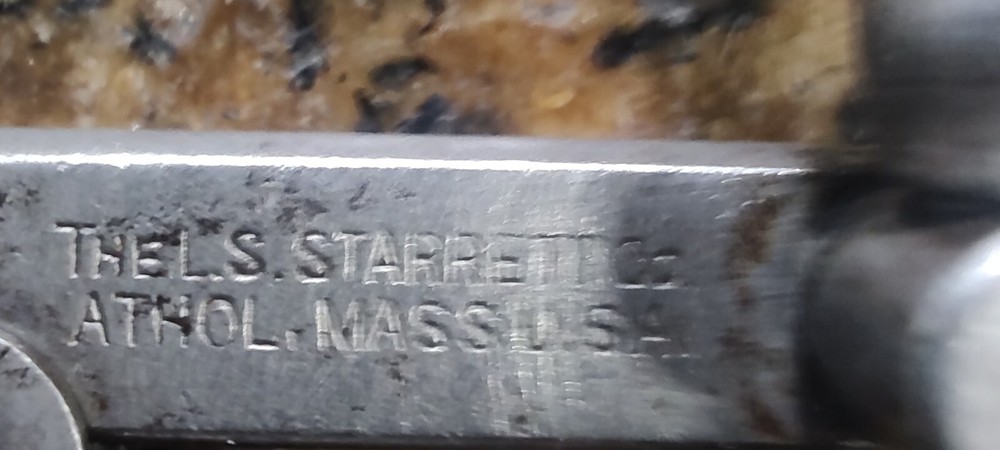 THE L.S. STARRETT Co.
ATHOL. MASS U.S.A.